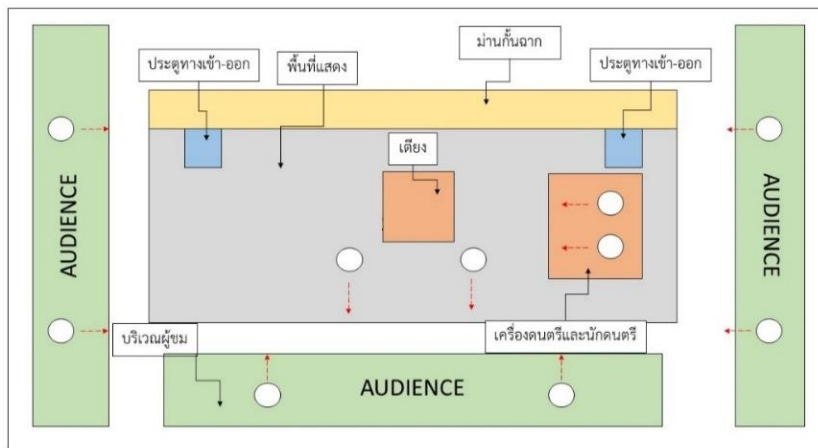 ม่านกั้นฉาก
ประตูทางเข้า-ออก
พื้นที่แสดง
ประตูทางเข้า-ออก
เตียง
AUDIENCE
AUDIENCE
บริเวณผู้ชม
เครื่องดนตรีและนักดนตรี
AUDIENCE